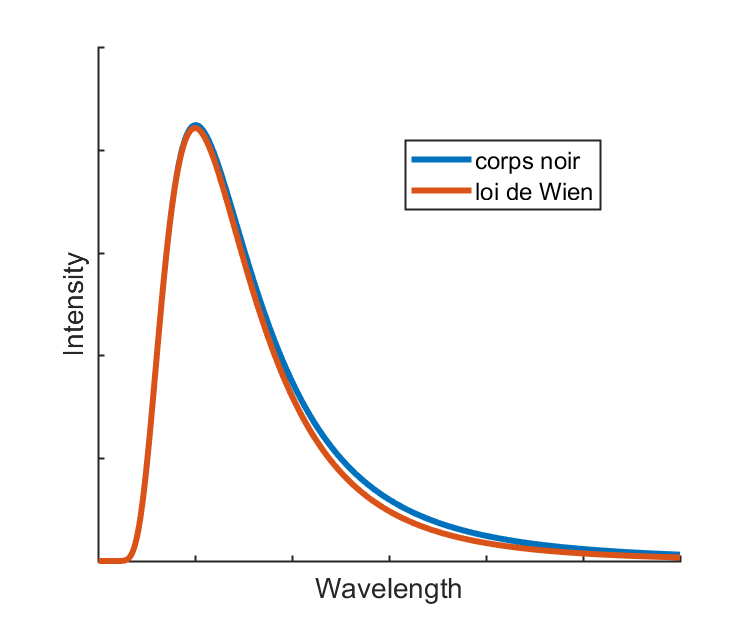 corps noir
loi de Wien
Intensity
Wavelength